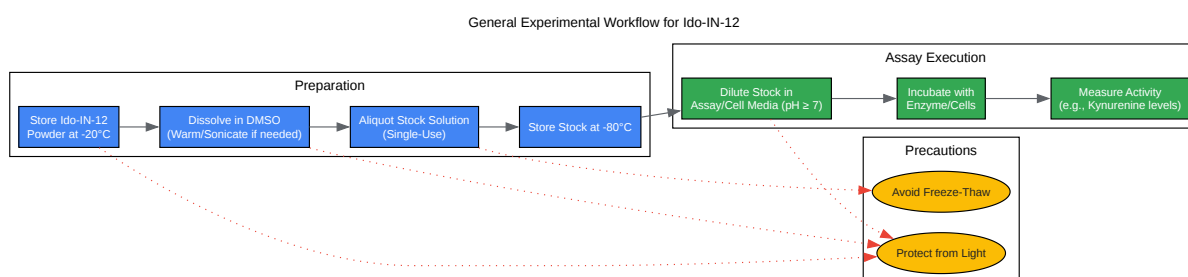 General Experimental Workflow for Ido-IN-12
Preparation
Store Ido-IN-12
Powder at -20°C
Dissolve in DMSO
(Warm/Sonicate if needed)
Aliquot Stock Solution
(Single-Use)
Store Stock at -80°C
Assay Execution
Dilute Stock in
Assay/Cell Media (pH ≥ 7)
Incubate with
Enzyme/Cells
Measure Activity
(e.g., Kynurenine levels)
Precautions
Avoid Freeze-Thaw
Protect from Light